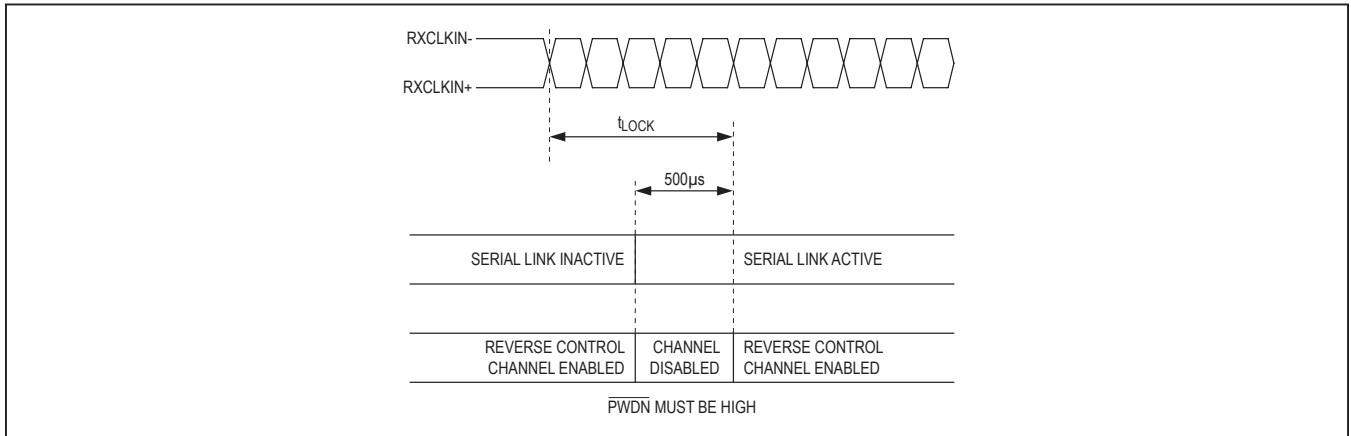 RXCLKIN-
RXCLKIN+
tLOCK
500µs
SERIAL LINK INACTIVE
SERIAL LINK ACTIVE
REVERSE CONTROL
CHANNEL ENABLED
CHANNEL
DISABLED
REVERSE CONTROL
CHANNEL ENABLED
PWDN MUST BE HIGH